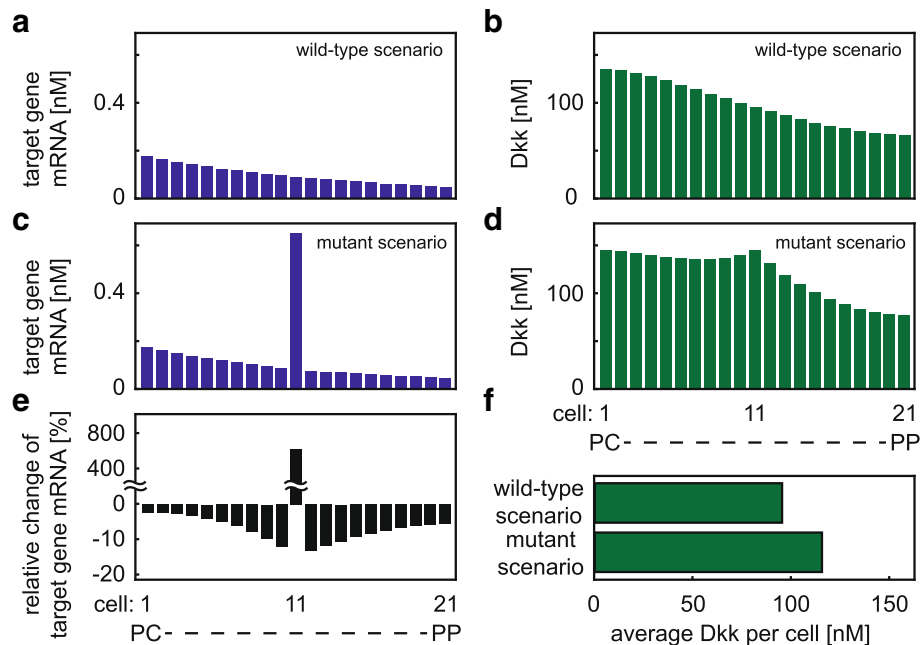 a
wild-type scenario
target gene
mRNA [nM]
0.4
0
b
wild-type scenario
Dkk [nM]
100
0
c
mutant scenario
target gene
mRNA [nM]
0.4
0
d
mutant scenario
Dkk [nM]
100
0
cell: 1 11 21
PC PP
e
relative change of
target gene mRNA [%]
800
400
0
-10
-20
cell: 1 11 21
PC PP
f
wild-type
scenario
mutant
scenario
0 50 100 150
average Dkk per cell [nM]